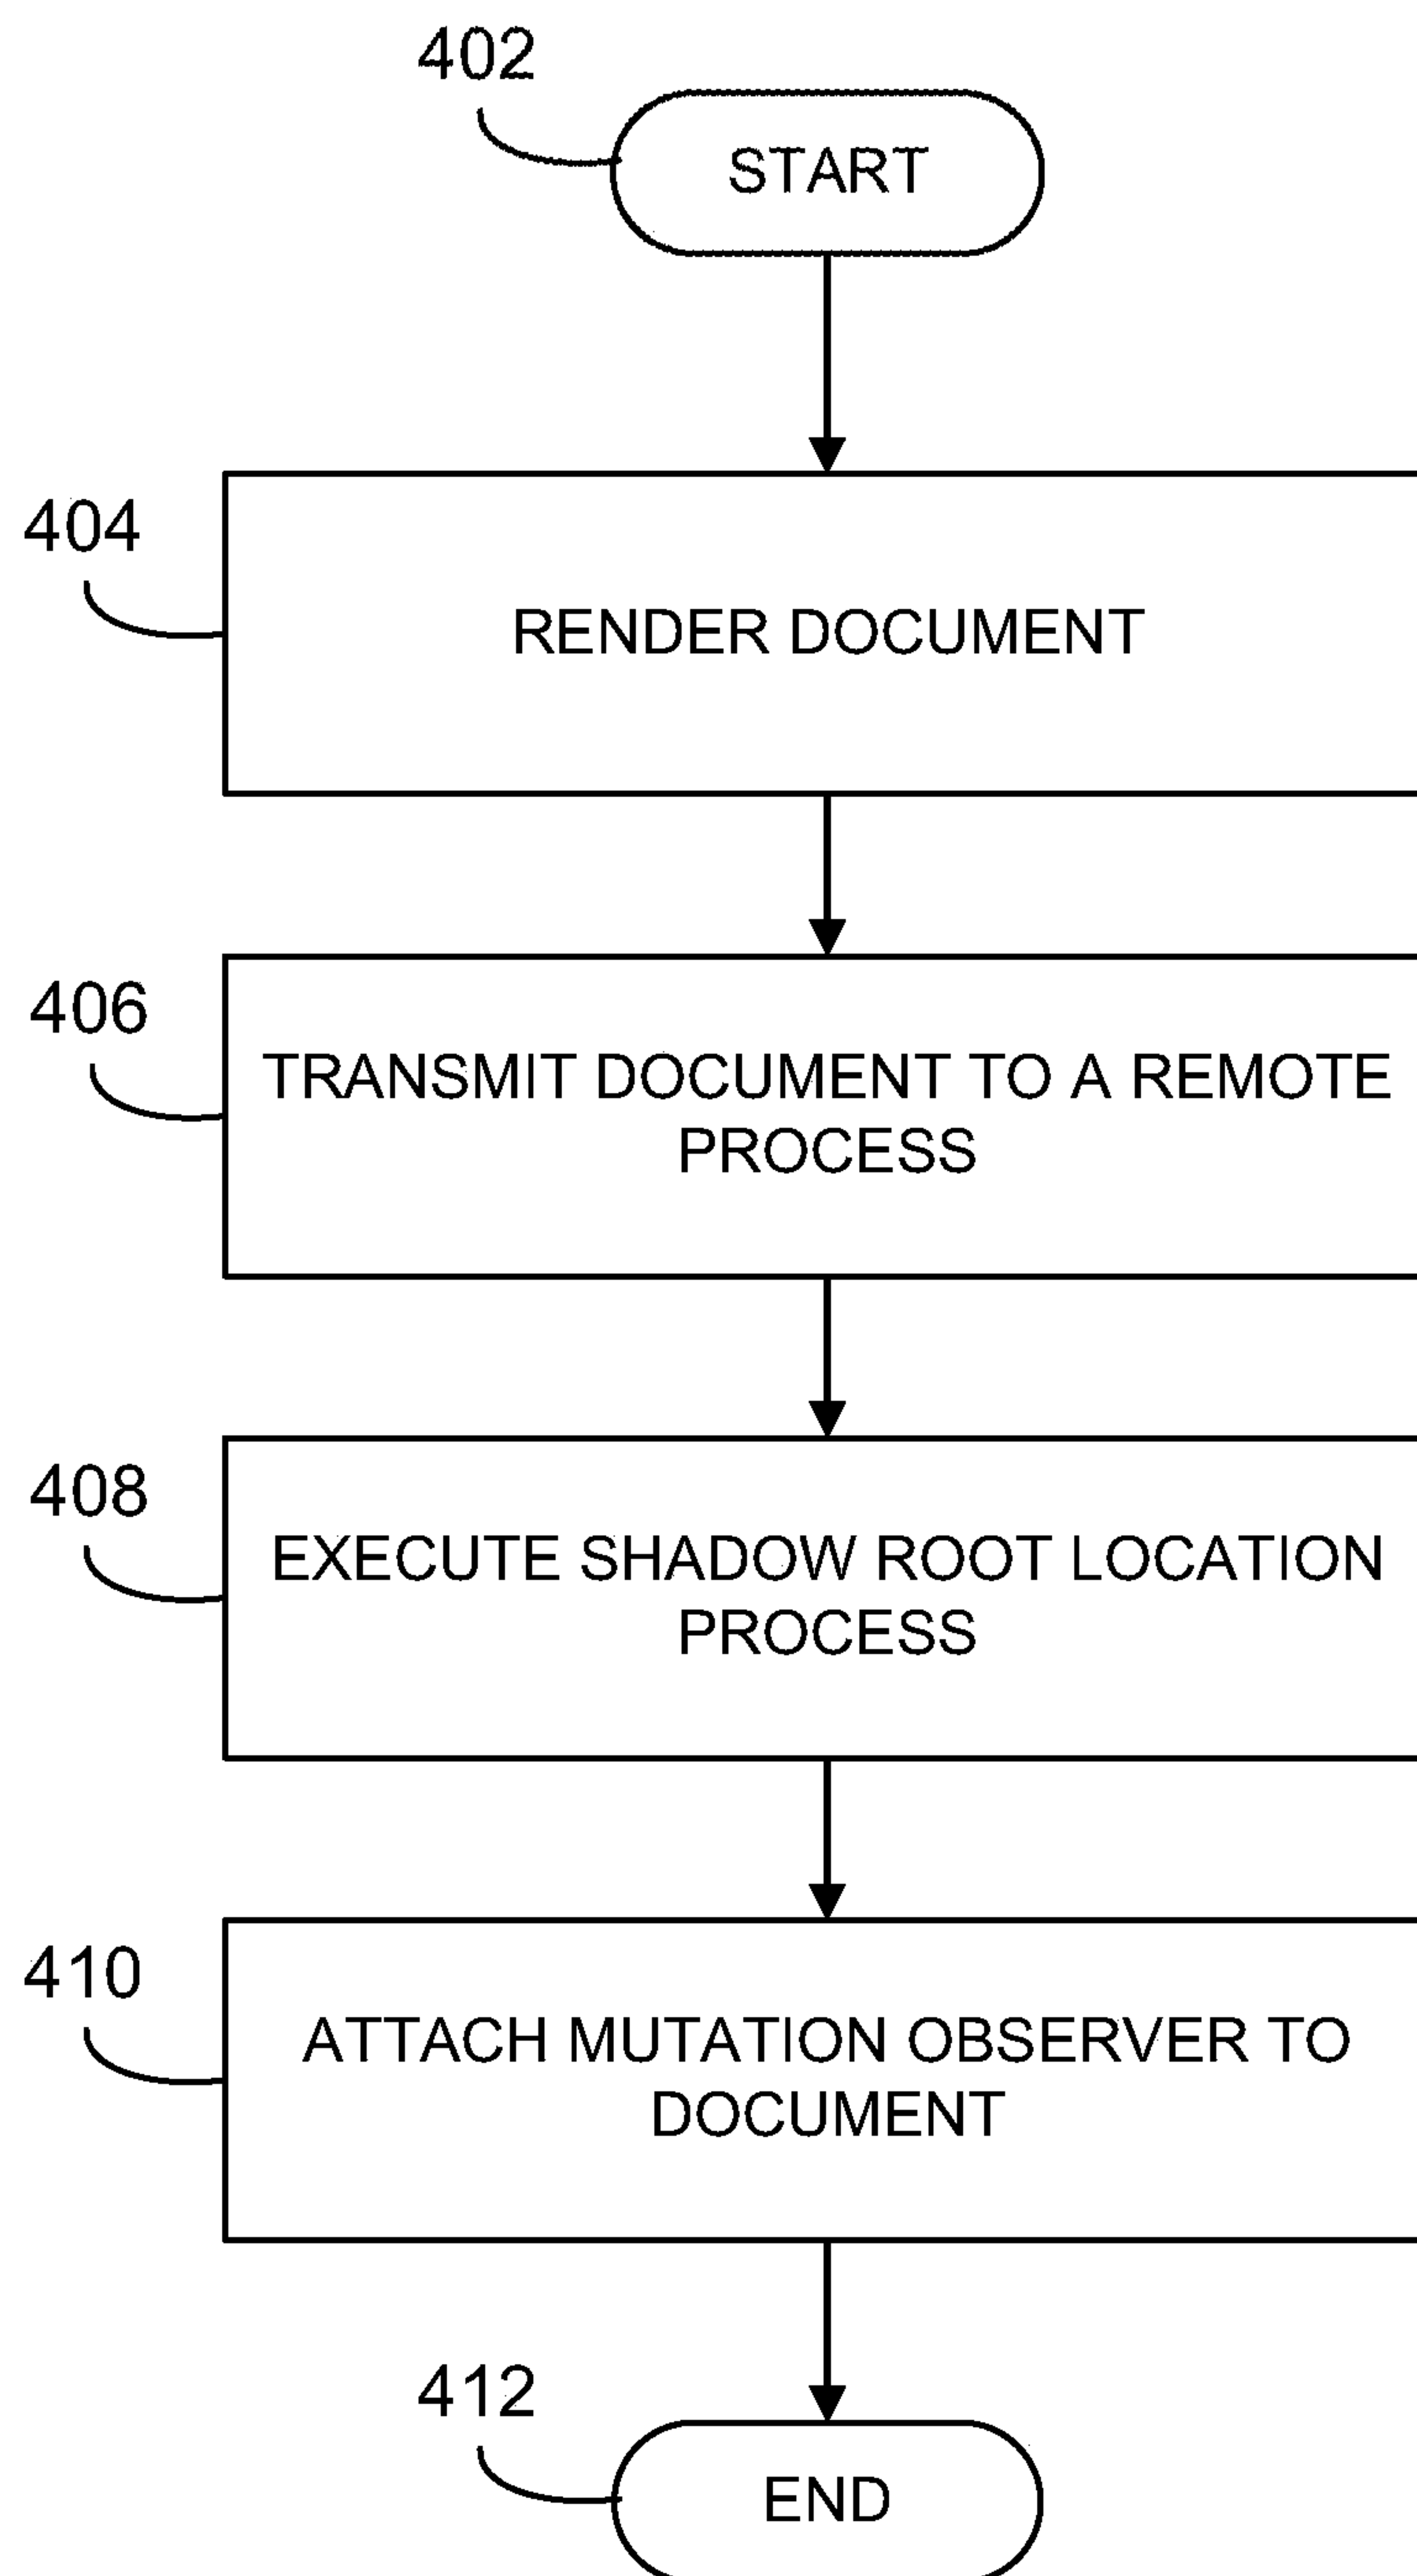 402
START
404
RENDER DOCUMENT
406
TRANSMIT DOCUMENT TO A REMOTE
PROCESS
408
EXECUTE SHADOW ROOT LOCATION
PROCESS
410
ATTACH MUTATION OBSERVER TO
DOCUMENT
412
END